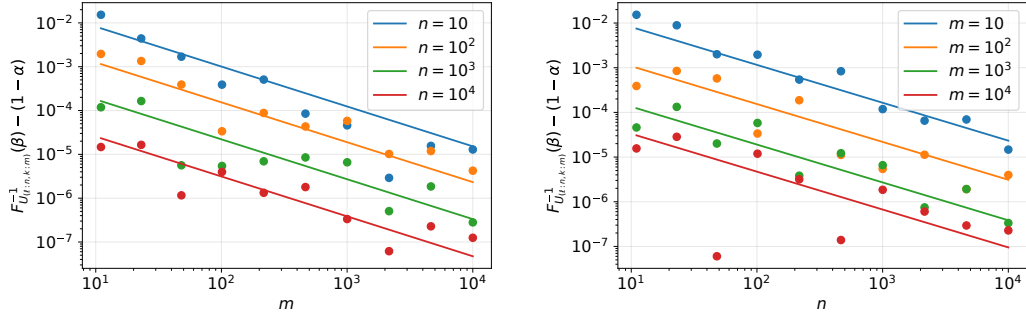 10^{-2}
10^{-3}
10^{-4}
10^{-5}
10^{-6}
10^{-7}
F^{-1}_{U_{(ℓ:n,k:m)}}(β) − (1 − α)
n = 10
n = 10^2
n = 10^3
n = 10^4
10^1 10^2 10^3 10^4
m
10^{-2}
10^{-3}
10^{-4}
10^{-5}
10^{-6}
10^{-7}
F^{-1}_{U_{(ℓ:n,k:m)}}(β) − (1 − α)
m = 10
m = 10^2
m = 10^3
m = 10^4
10^1 10^2 10^3 10^4
n